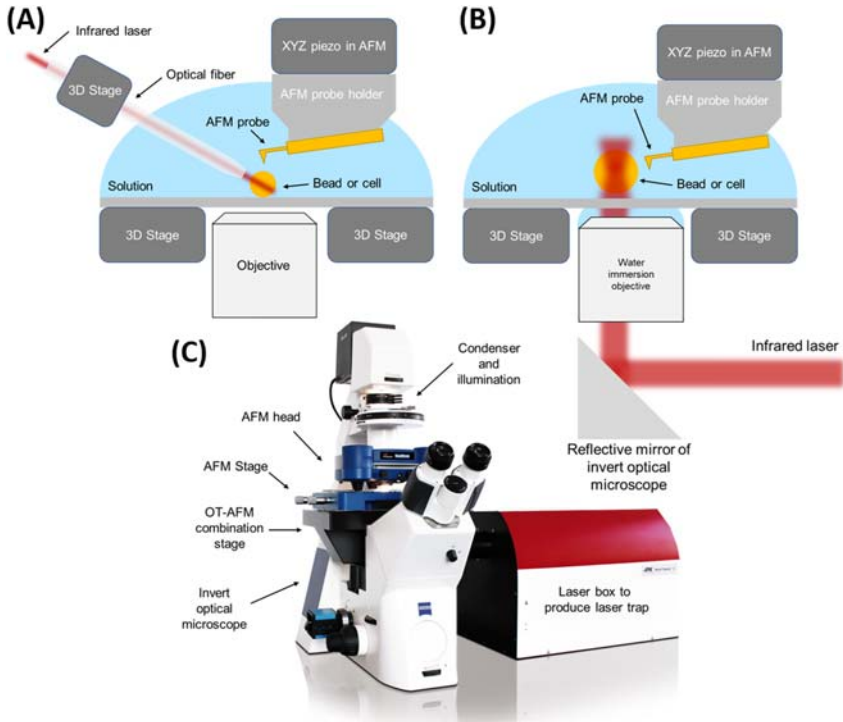 (A)
Infrared laser
Optical fiber
3D Stage
XYZ piezo in AFM
AFM probe holder
AFM probe
Solution
Bead or cell
3D Stage
3D Stage
Objective
(B)
XYZ piezo in AFM
AFM probe holder
AFM probe
Solution
Bead or cell
3D Stage
3D Stage
Water
immersion
objective
Infrared laser
Reflective mirror of
invert optical
microscope
(C)
Condenser
and
illumination
AFM head
AFM Stage
OT-AFM
combination
stage
Invert
optical
microscope
Laser box to
produce laser trap
ZEISS